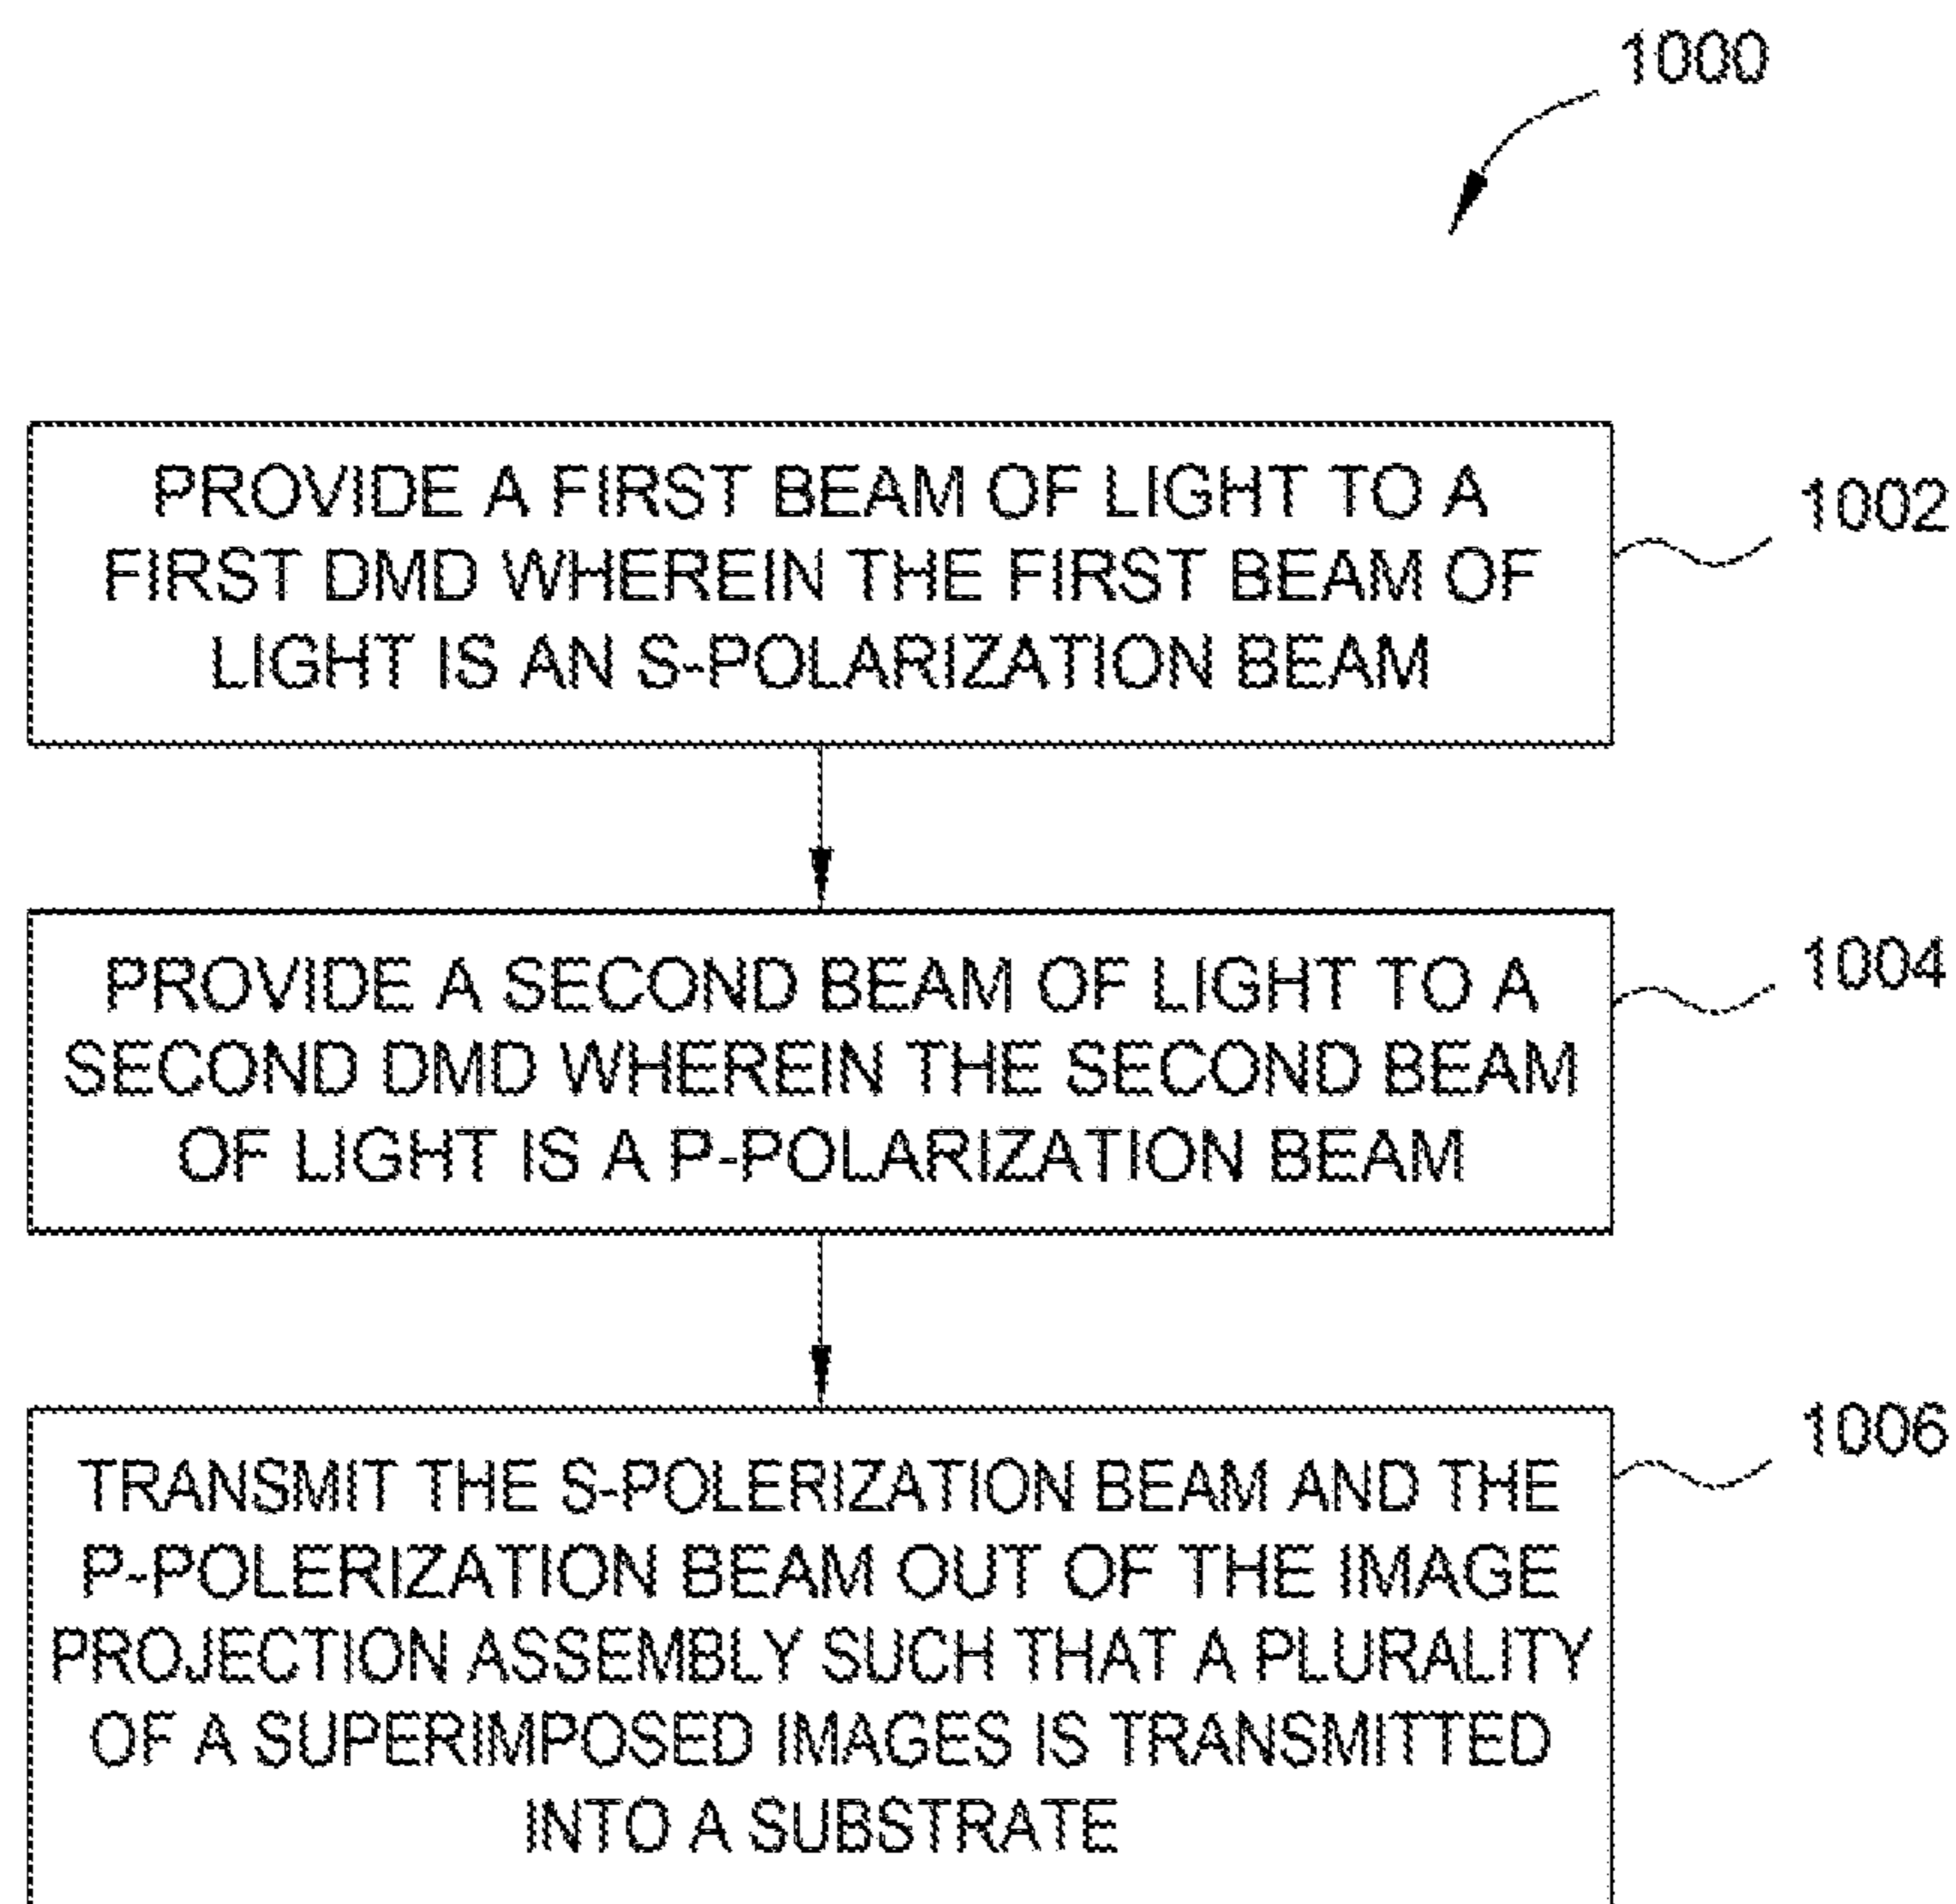 1000
PROVIDE A FIRST BEAM OF LIGHT TO A
FIRST DMD WHEREIN THE FIRST BEAM OF
LIGHT IS AN S-POLARIZATION BEAM
1002
PROVIDE A SECOND BEAM OF LIGHT TO A
SECOND DMD WHEREIN THE SECOND BEAM
OF LIGHT IS A P-POLARIZATION BEAM
1004
TRANSMIT THE S-POLERIZATION BEAM AND THE
P-POLERIZATION BEAM OUT OF THE IMAGE
PROJECTION ASSEMBLY SUCH THAT A PLURALITY
OF A SUPERIMPOSED IMAGES IS TRANSMITTED
INTO A SUBSTRATE
1006